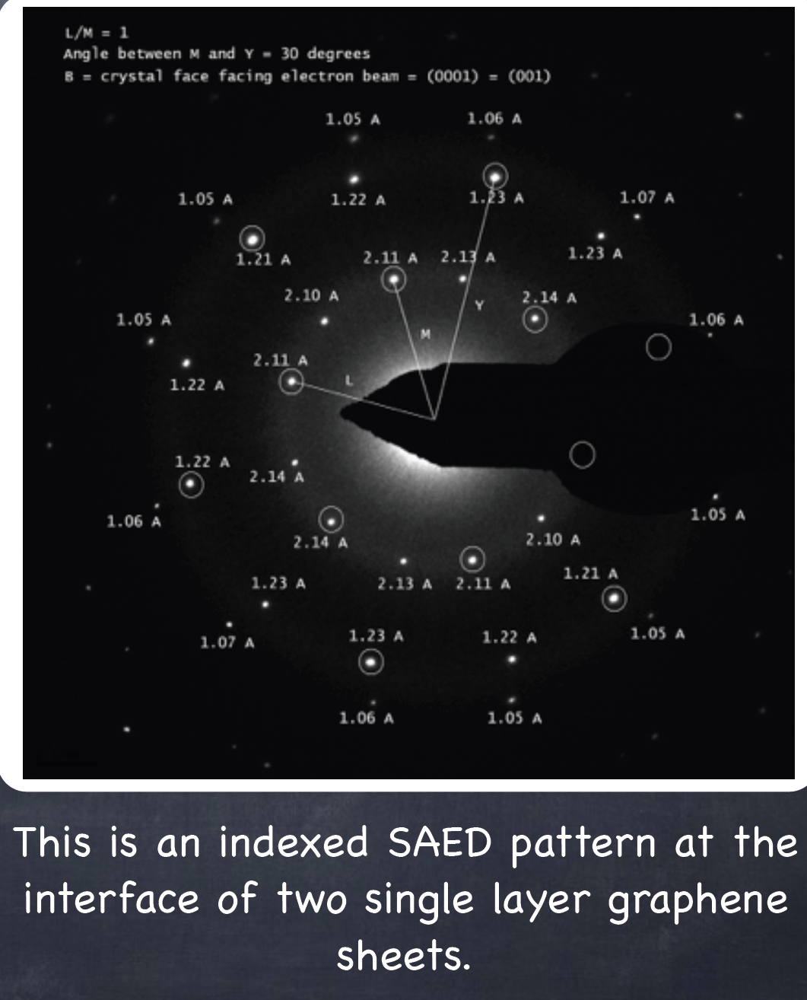 L/M = 1
Angle between M and Y = 30 degrees
B = crystal face facing electron beam = (0001) = (001)
1.05 A 1.06 A
1.05 A 1.22 A 1.23 A 1.07 A
1.21 A 2.11 A 2.13 A 1.23 A
2.10 A Y 2.14 A
1.05 A M 1.06 A
2.11 A L
1.22 A
1.22 A
2.14 A
1.06 A 1.05 A
2.14 A 2.10 A
1.23 A 2.13 A 2.11 A 1.21 A
1.07 A 1.23 A 1.22 A 1.05 A
1.06 A 1.05 A
This is an indexed SAED pattern at the
interface of two single layer graphene
sheets.